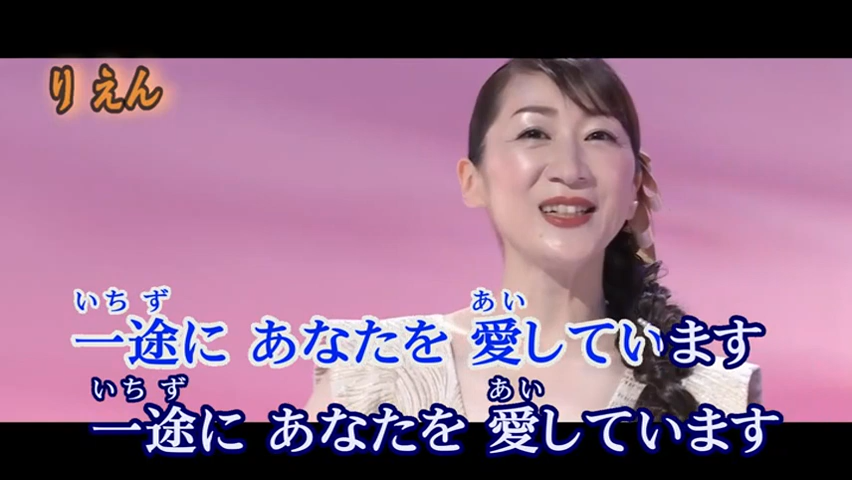 りえん
いちず あい
一途に あなたを 愛しています
いちず あい
一途に あなたを 愛しています